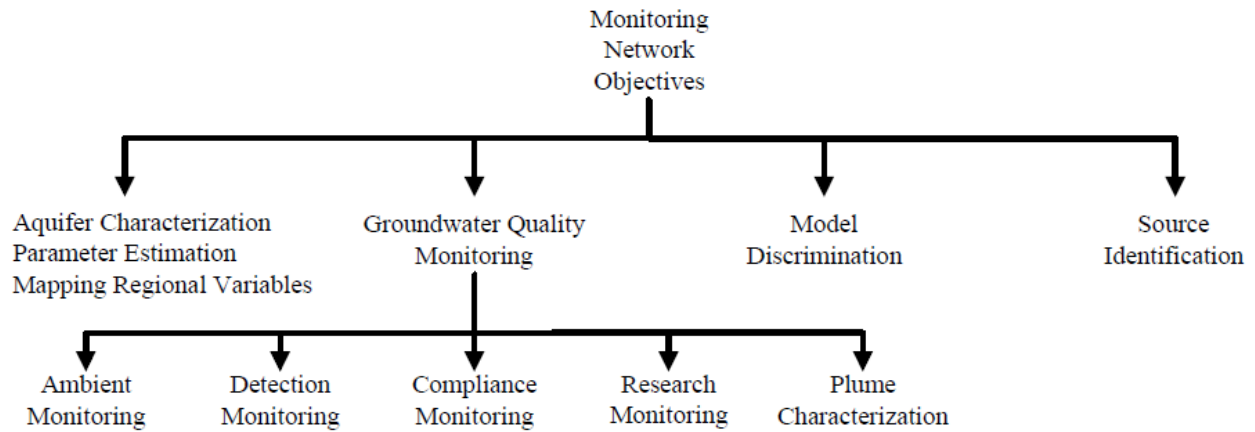 Monitoring
Network
Objectives
Aquifer Characterization
Parameter Estimation
Mapping Regional Variables
Groundwater Quality
Monitoring
Model
Discrimination
Source
Identification
Ambient
Monitoring
Detection
Monitoring
Compliance
Monitoring
Research
Monitoring
Plume
Characterization